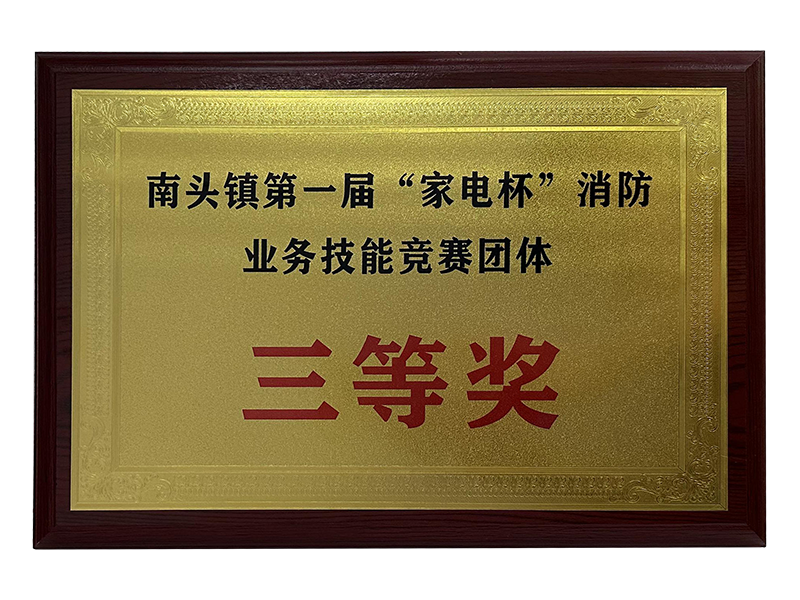 南头镇第一届“家电杯”消防
业务技能竞赛团体
三等奖